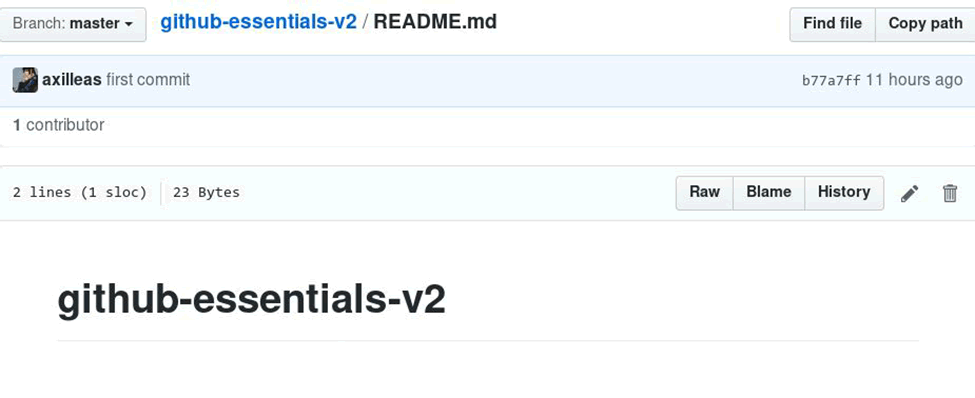 Branch: master github-essentials-v2 / README.md Find file Copy path
axilleas first commit b77a7ff 11 hours ago
1 contributor
2 lines (1 sloc) 23 Bytes Raw Blame History
github-essentials-v2